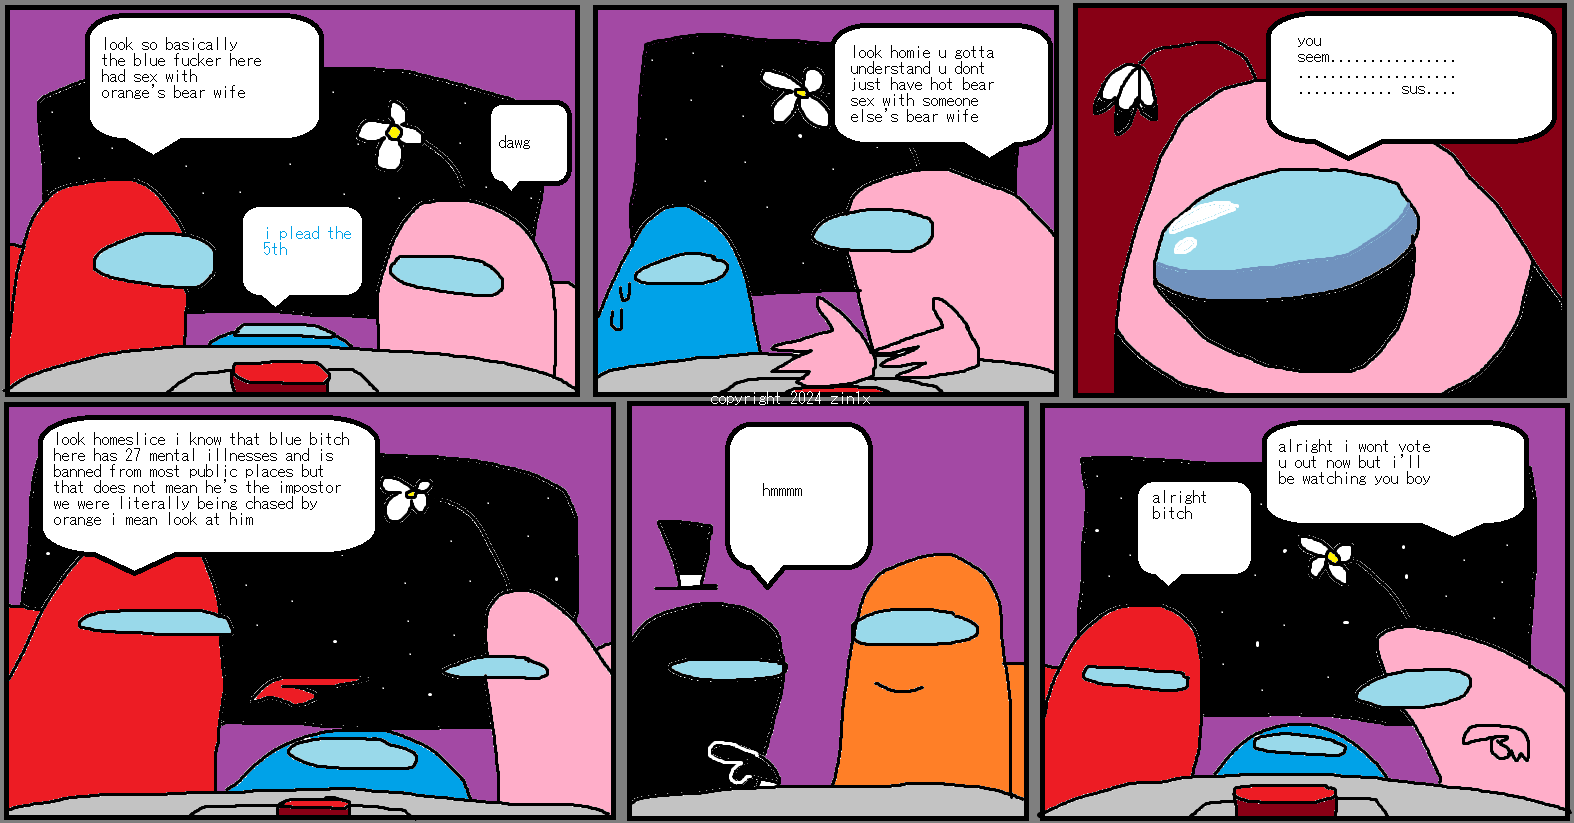 look so basically
the blue fucker here
had sex with
orange's bear wife
i plead the
5th
dawg
look homie u gotta
understand u dont
just have hot bear
sex with someone
else's bear wife
you
seem................
....................
............ sus....
copyright 2024 zin1x
look homeslice i know that blue bitch
here has 27 mental illnesses and is
banned from most public places but
that does not mean he's the impostor
we were literally being chased by
orange i mean look at him
hmmmm
alright i wont vote
u out now but i'll
be watching you boy
alright
bitch